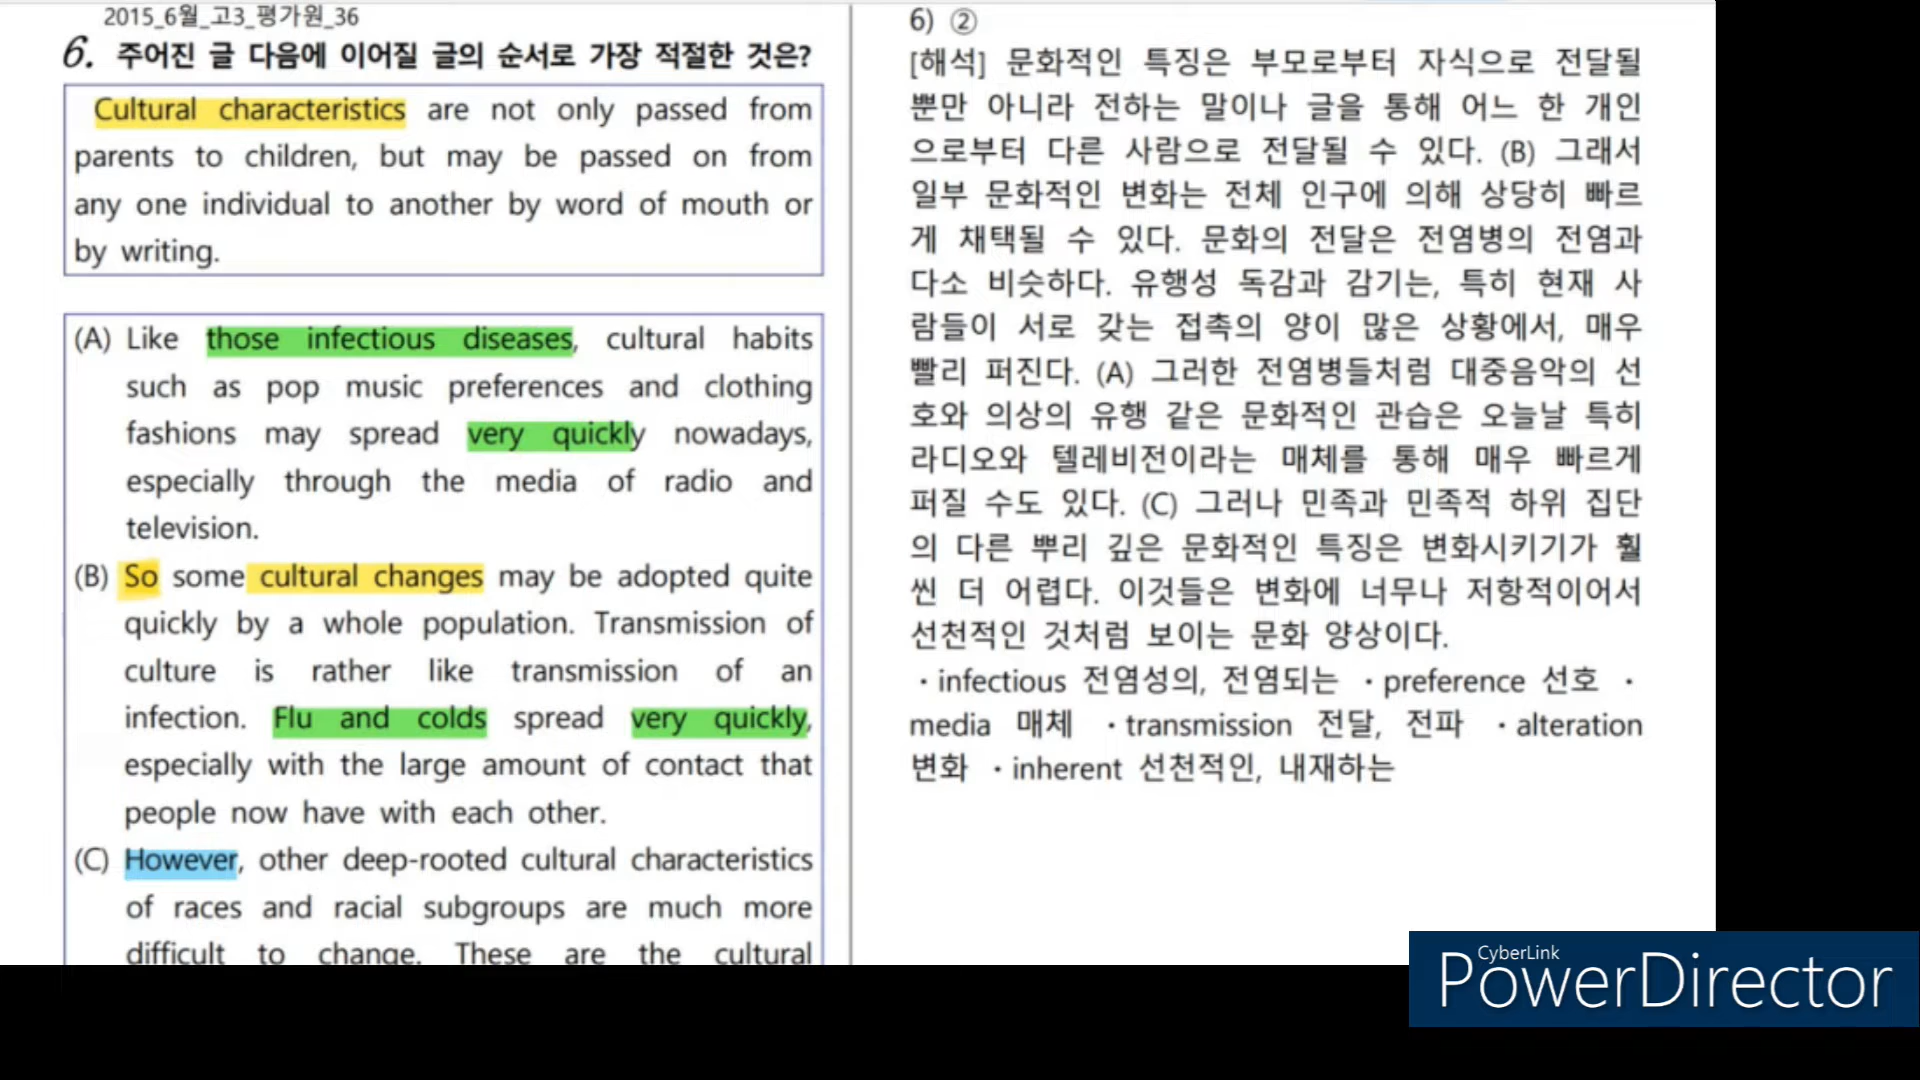 2015_6월_고3_평가원_36
6. 주어진 글 다음에 이어질 글의 순서로 가장 적절한 것은?
Cultural characteristics are not only passed from
parents to children, but may be passed on from
any one individual to another by word of mouth or
by writing.
(A) Like those infectious diseases, cultural habits
such as pop music preferences and clothing
fashions may spread very quickly nowadays,
especially through the media of radio and
television.
(B) So some cultural changes may be adopted quite
quickly by a whole population. Transmission of
culture is rather like transmission of an
infection. Flu and colds spread very quickly,
especially with the large amount of contact that
people now have with each other.
(C) However, other deep-rooted cultural characteristics
of races and racial subgroups are much more
difficult to change. These are the cultural
6) ②
[해석] 문화적인 특징은 부모로부터 자식으로 전달될
뿐만 아니라 전하는 말이나 글을 통해 어느 한 개인
으로부터 다른 사람으로 전달될 수 있다. (B) 그래서
일부 문화적인 변화는 전체 인구에 의해 상당히 빠르
게 채택될 수 있다. 문화의 전달은 전염병의 전염과
다소 비슷하다. 유행성 독감과 감기는, 특히 현재 사
람들이 서로 갖는 접촉의 양이 많은 상황에서, 매우
빨리 퍼진다. (A) 그러한 전염병들처럼 대중음악의 선
호와 의상의 유행 같은 문화적인 관습은 오늘날 특히
라디오와 텔레비전이라는 매체를 통해 매우 빠르게
퍼질 수도 있다. (C) 그러나 민족과 민족적 하위 집단
의 다른 뿌리 깊은 문화적인 특징은 변화시키기가 훨
씬 더 어렵다. 이것들은 변화에 너무나 저항적이어서
선천적인 것처럼 보이는 문화 양상이다.
・infectious 전염성의, 전염되는 ・preference 선호 ・
media 매체 ・transmission 전달, 전파 ・alteration
변화 ・inherent 선천적인, 내재하는
CyberLink
PowerDirector